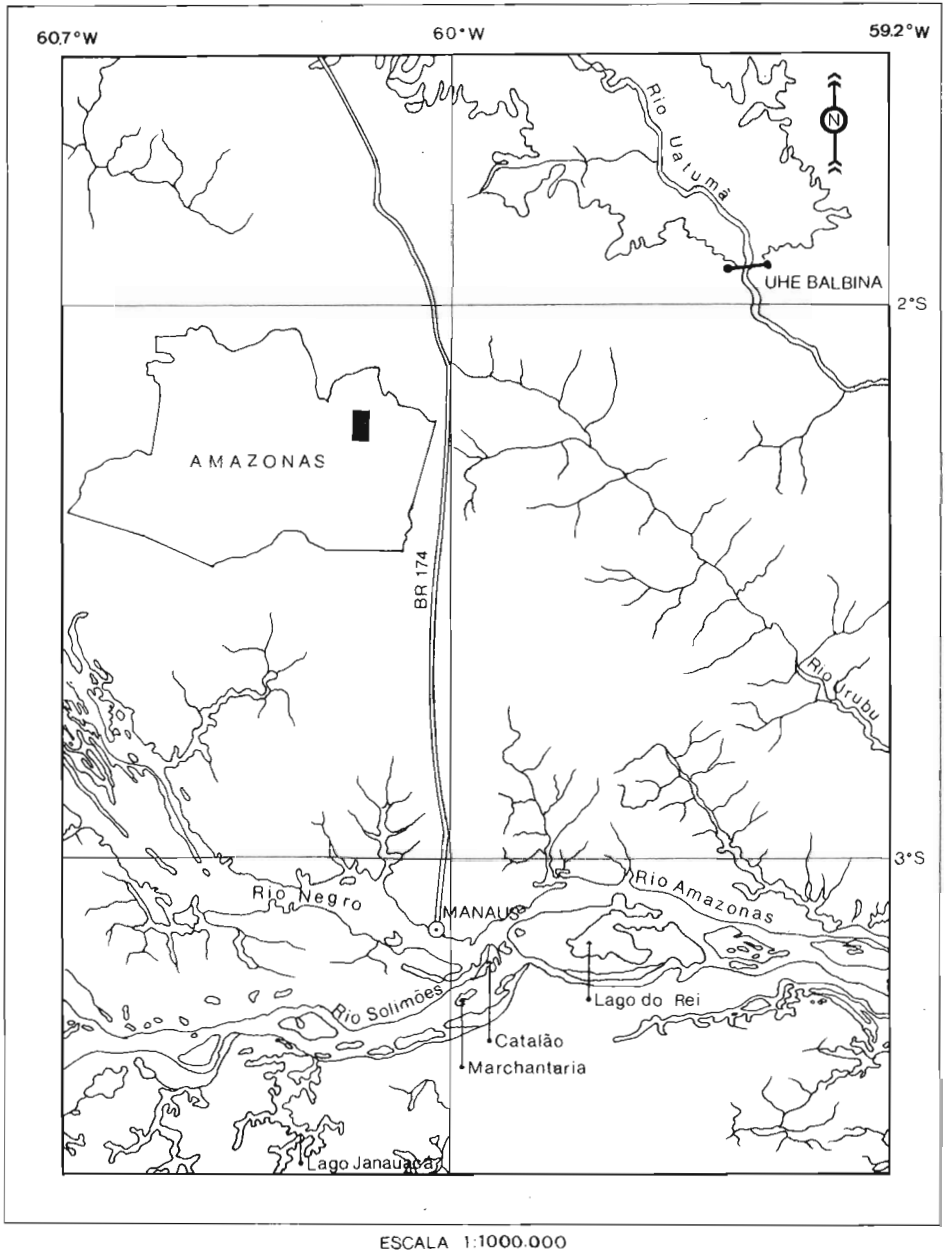 60.7°W
60°W
59.2°W
N
Rio Uatumã
UHE BALBINA
2°S
AMAZONAS
BR 174
Rio Urubu
3°S
Rio Negro
MANAUS
Rio Amazonas
Rio Solimões
Lago do Rei
Catalão
Marchantaria
Lago Janauacá
ESCALA 1:1000.000